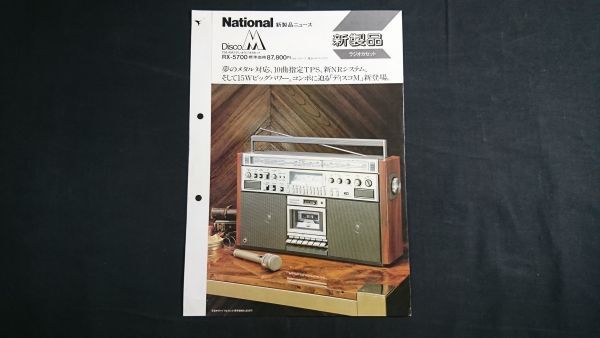 National 新製品ニュース
Disco M
RX-5700 標準価格87,800円
新製品
ラジオカセット
夢のメタル対応、10曲指定TPS、新NRシステム。
そして15Wビッグパワー。コンポに迫る「ディスコM」新登場。